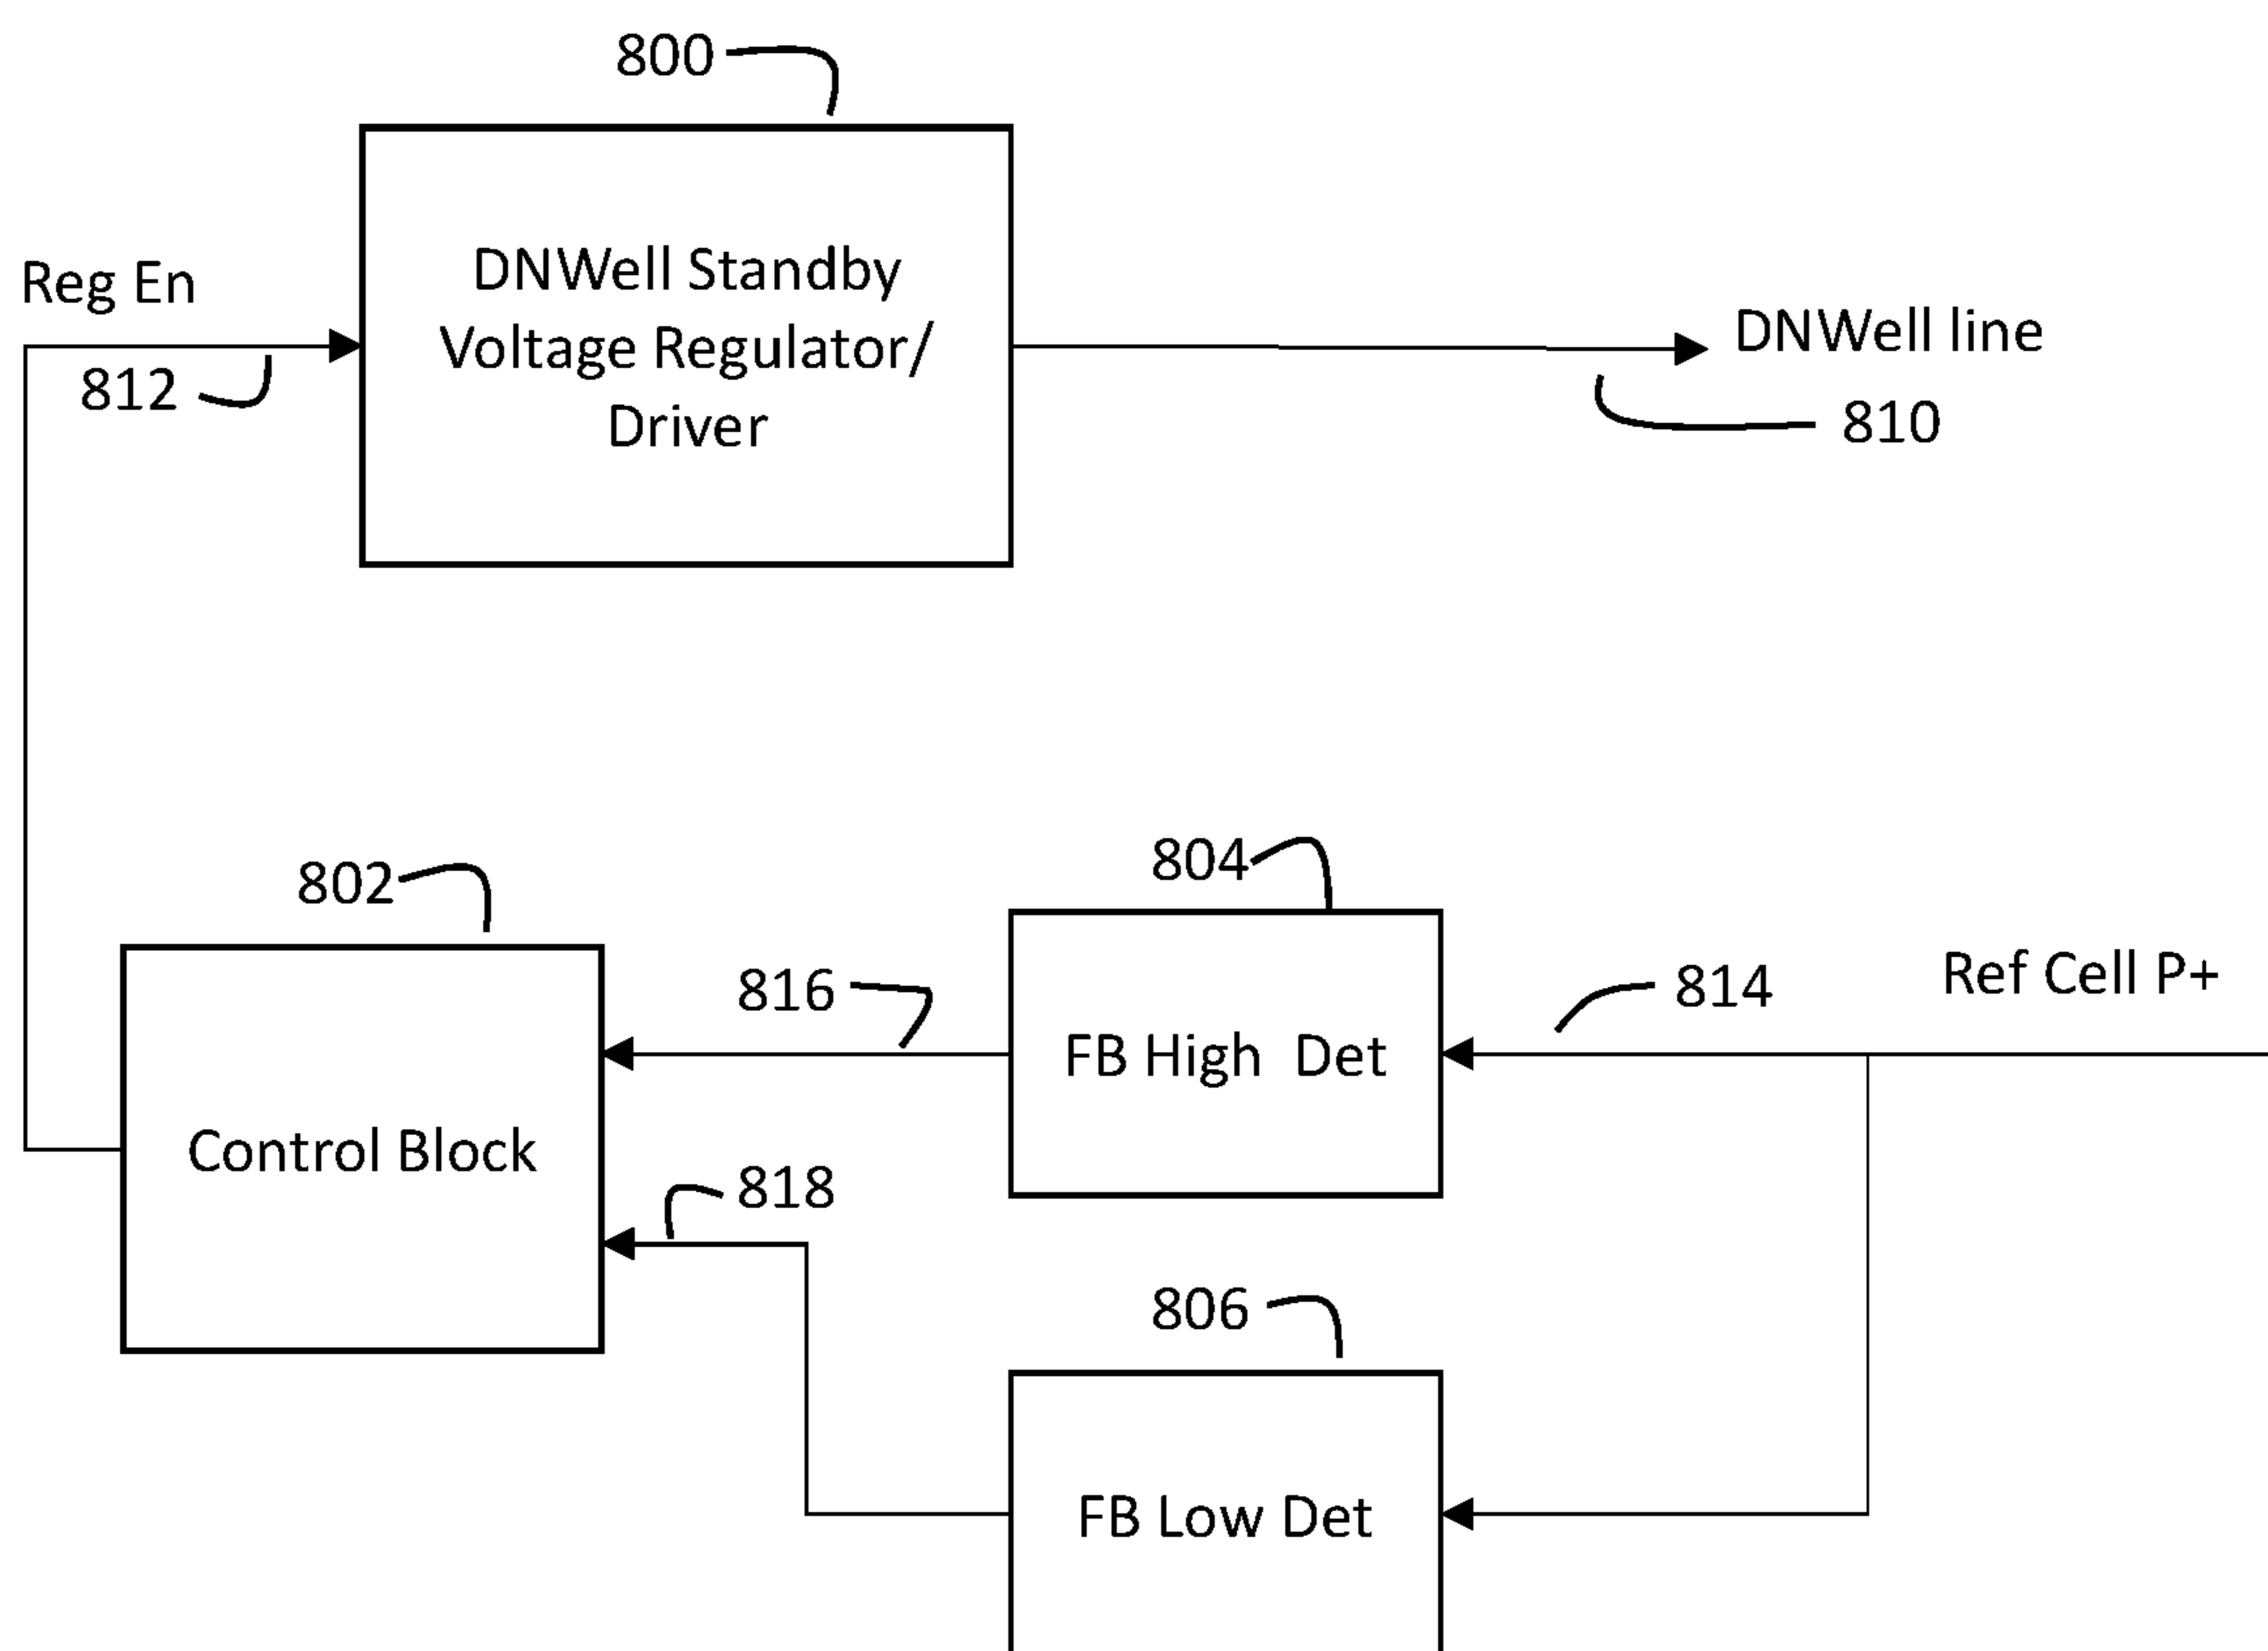 800
DNWell Standby
Voltage Regulator/
Driver
Reg En
812
DNWell line
810
802
Control Block
804
FB High Det
816
814
Ref Cell P+
818
806
FB Low Det